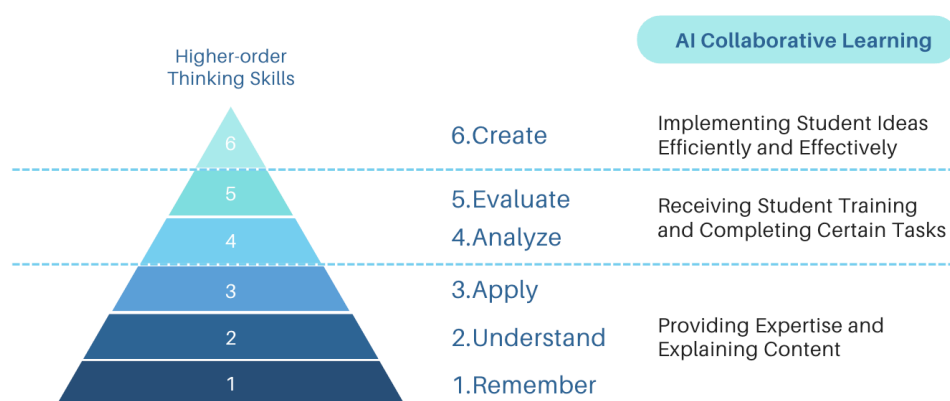 AI Collaborative Learning
Higher-order
Thinking Skills
6
6.Create
Implementing Student Ideas
Efficiently and Effectively
5
5.Evaluate
4
4.Analyze
Receiving Student Training
and Completing Certain Tasks
3
3.Apply
2
2.Understand
Providing Expertise and
Explaining Content
1
1.Remember